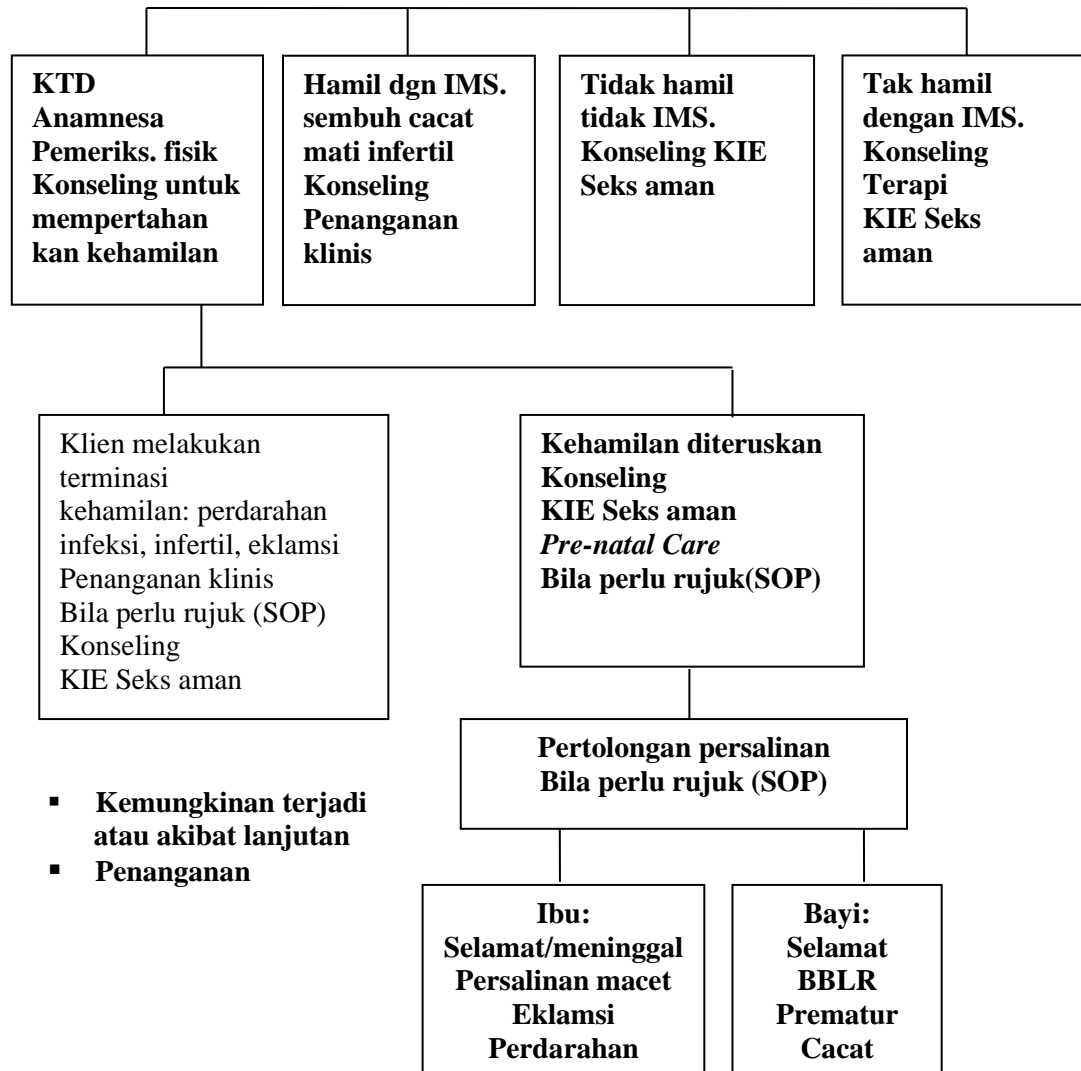 KTD
Anamnesa
Pemeriks. fisik
Konseling untuk
mempertahan
kan kehamilan
Hamil dgn IMS.
sembuh cacat
mati infertil
Konseling
Penanganan
klinis
Tidak hamil
tidak IMS.
Konseling KIE
Seks aman
Tak hamil
dengan IMS.
Konseling
Terapi
KIE Seks
aman
Klien melakukan
terminasi
kehamilan: perdarahan
infeksi, infertil, eklamsi
Penanganan klinis
Bila perlu rujuk (SOP)
Konseling
KIE Seks aman
Kehamilan diteruskan
Konseling
KIE Seks aman
Pre-natal Care
Bila perlu rujuk(SOP)
Pertolongan persalinan
Bila perlu rujuk (SOP)
▪ Kemungkinan terjadi
atau akibat lanjutan
▪ Penanganan
Ibu:
Selamat/meninggal
Persalinan macet
Eklamsi
Perdarahan
Bayi:
Selamat
BBLR
Prematur
Cacat